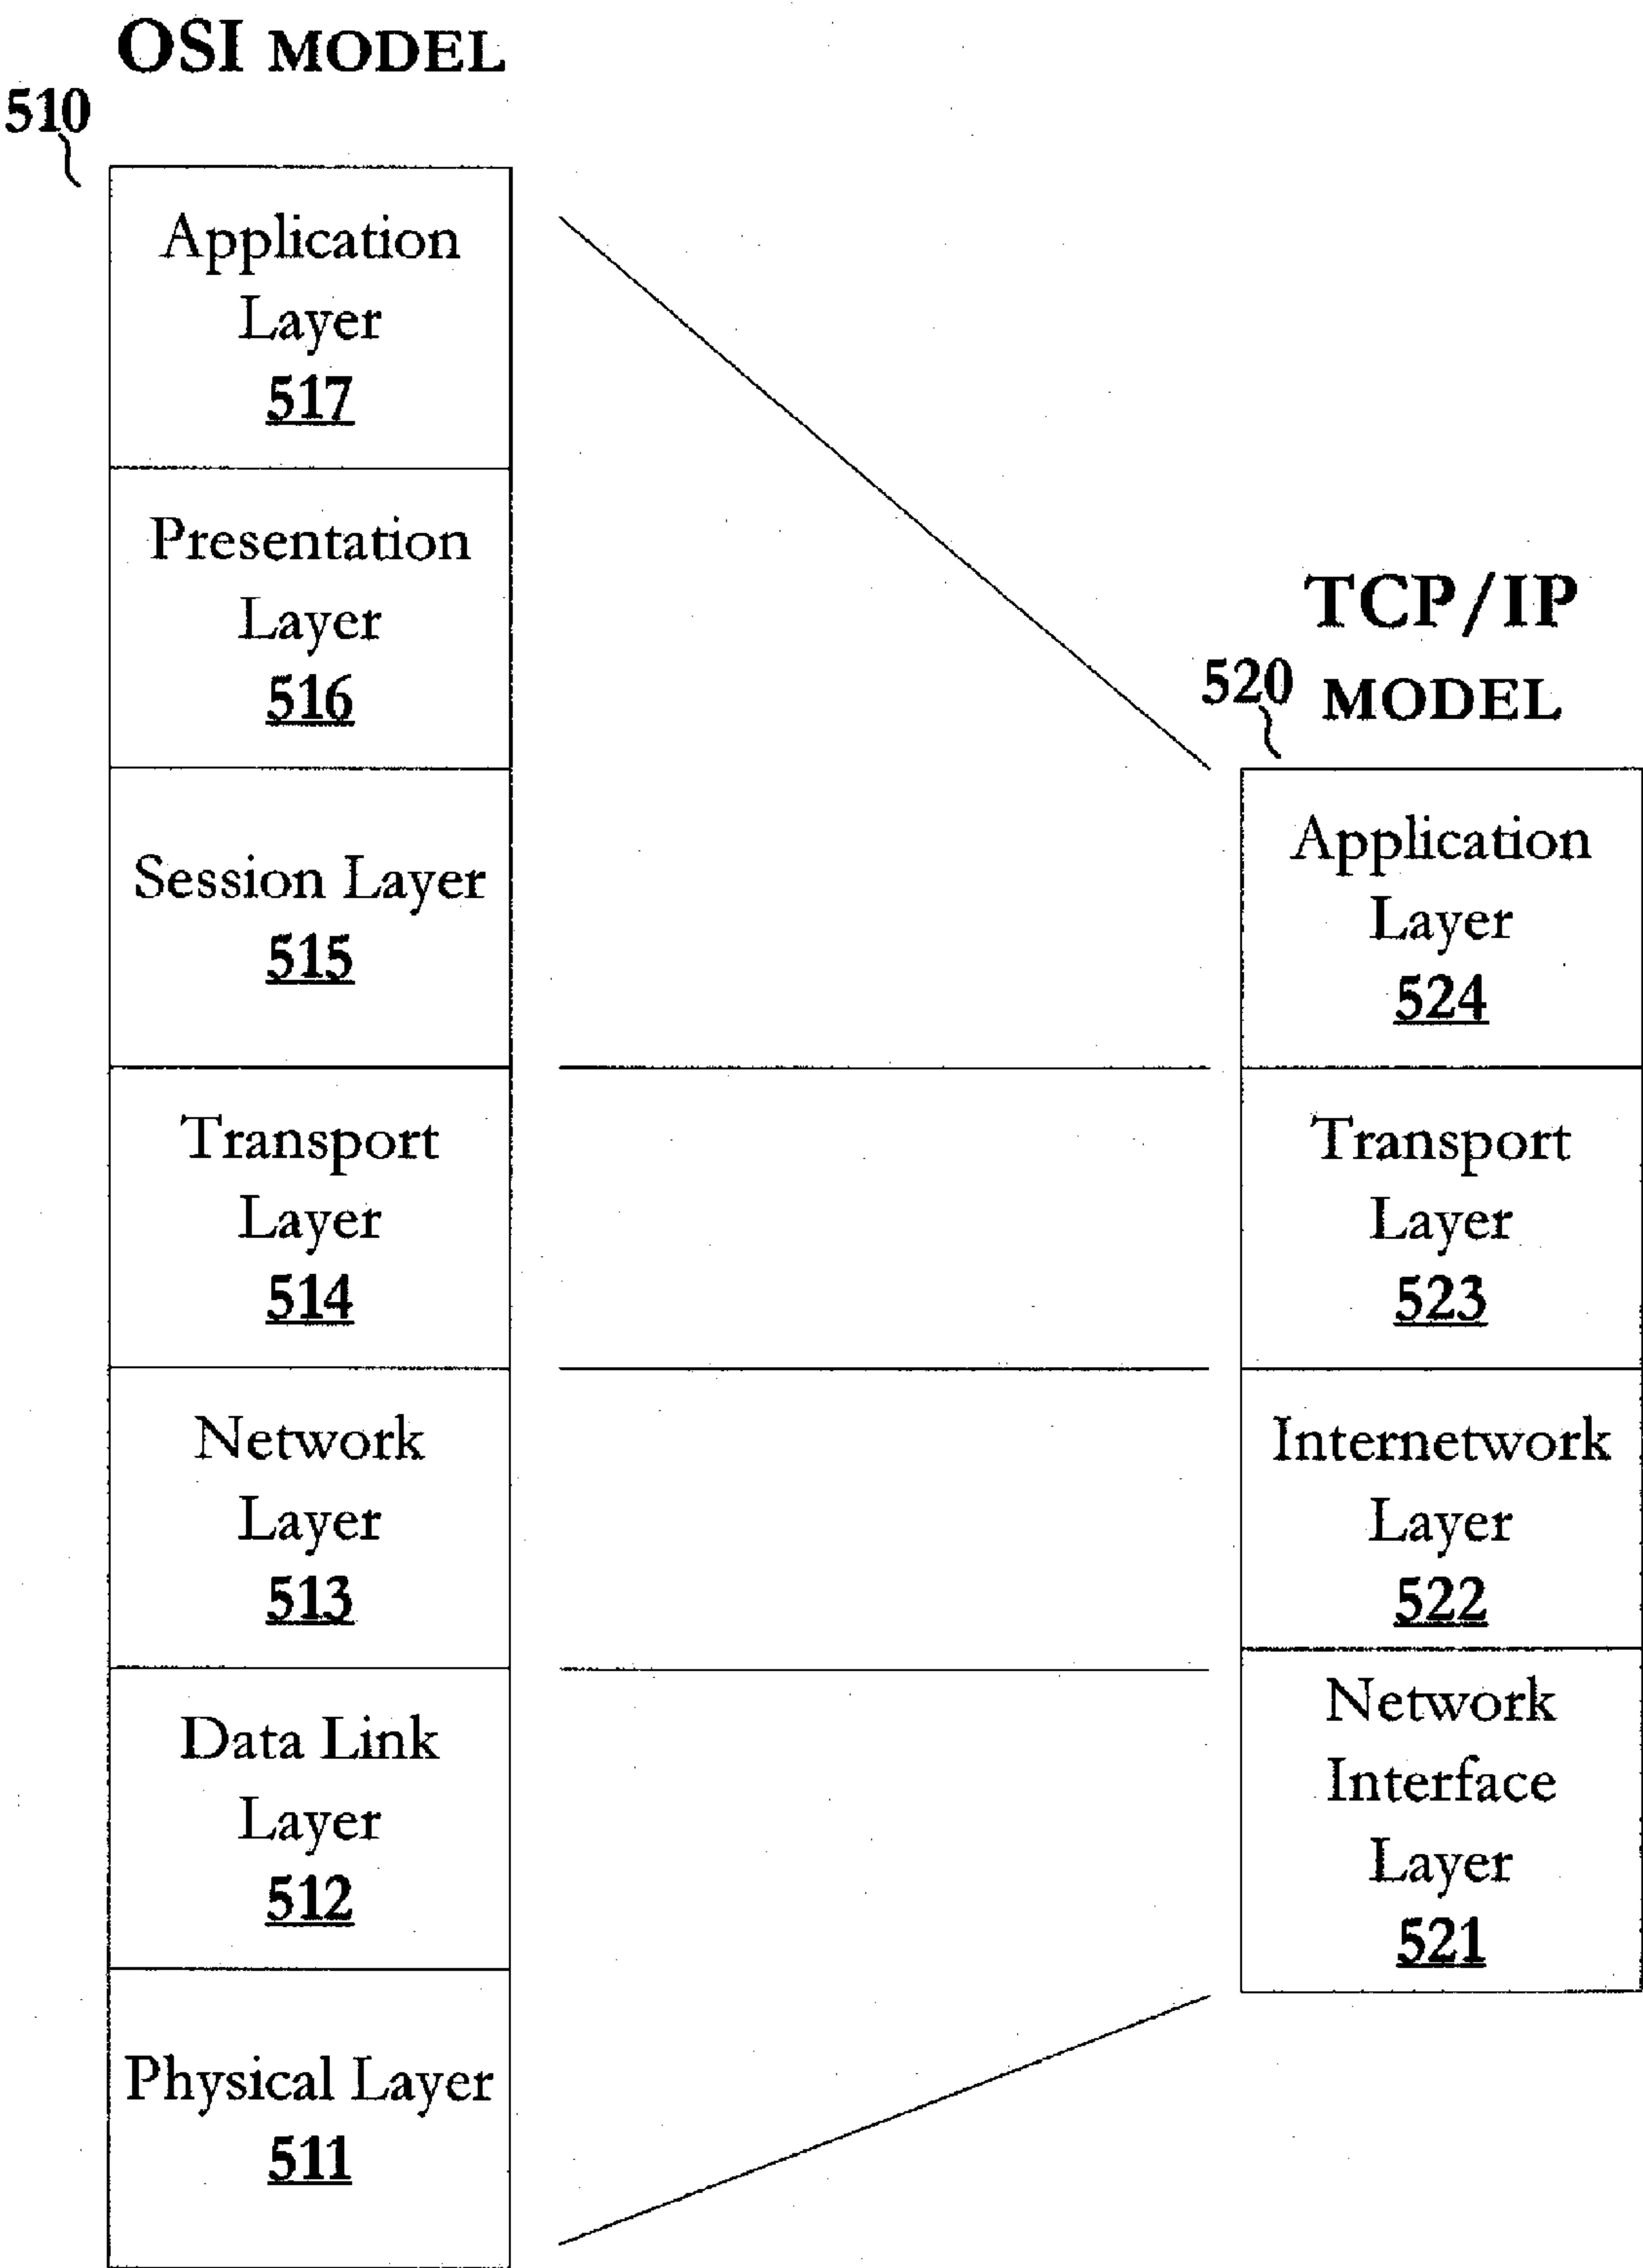 OSI MODEL
510
Application
Layer
517
Presentation
Layer
516
Session Layer
515
Transport
Layer
514
Network
Layer
513
Data Link
Layer
512
Physical Layer
511
TCP/IP
MODEL
520
Application
Layer
524
Transport
Layer
523
Internetwork
Layer
522
Network
Interface
Layer
521